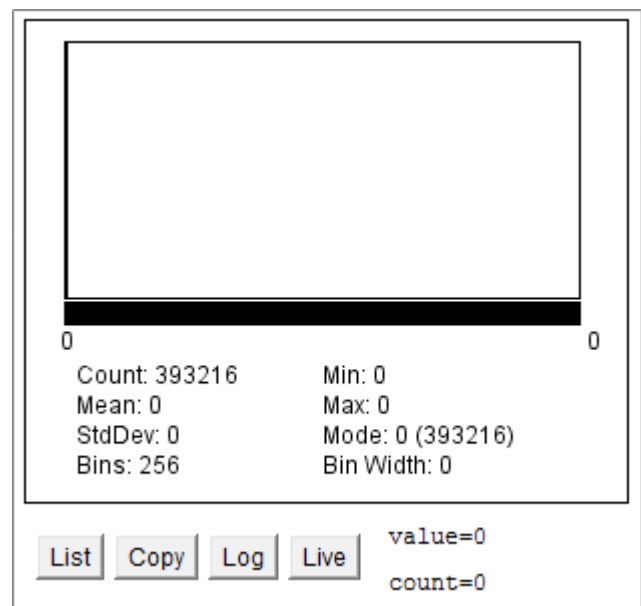 0 0
Count: 393216 Min: 0
Mean: 0 Max: 0
StdDev: 0 Mode: 0 (393216)
Bins: 256 Bin Width: 0
List Copy Log Live value=0
count=0